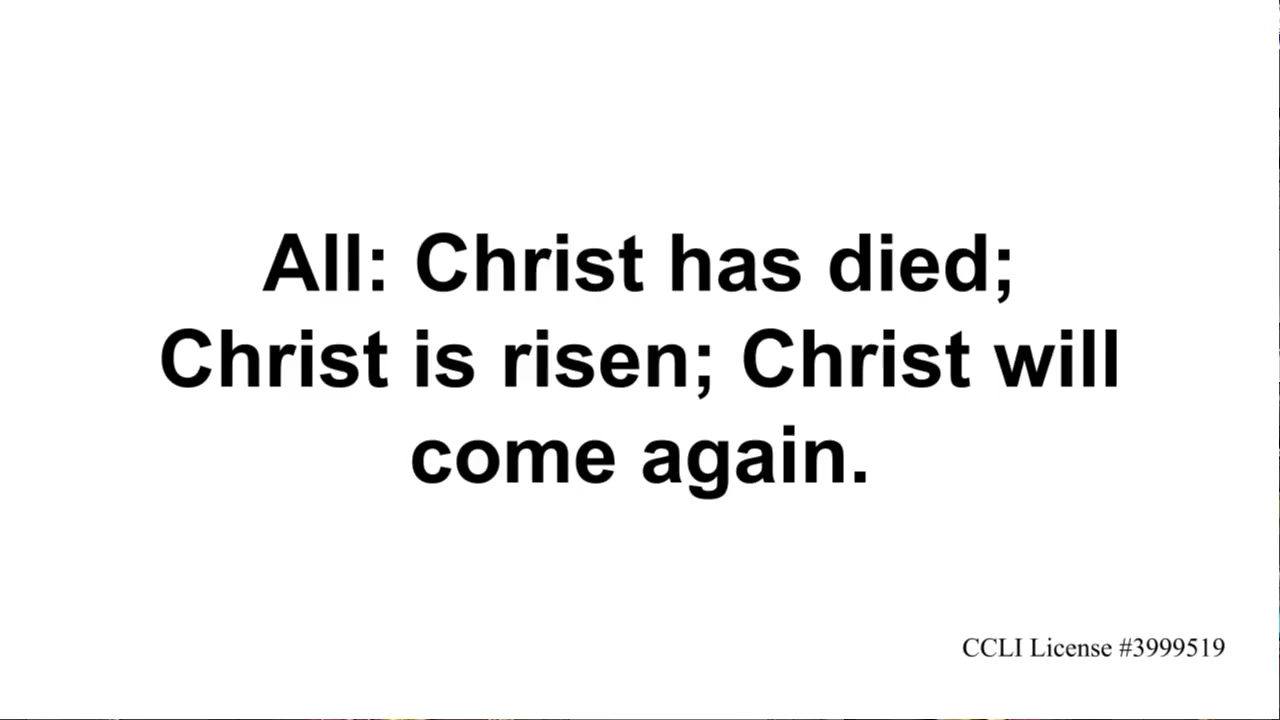 All: Christ has died;
Christ is risen; Christ will
come again.
CCLI License #3999519